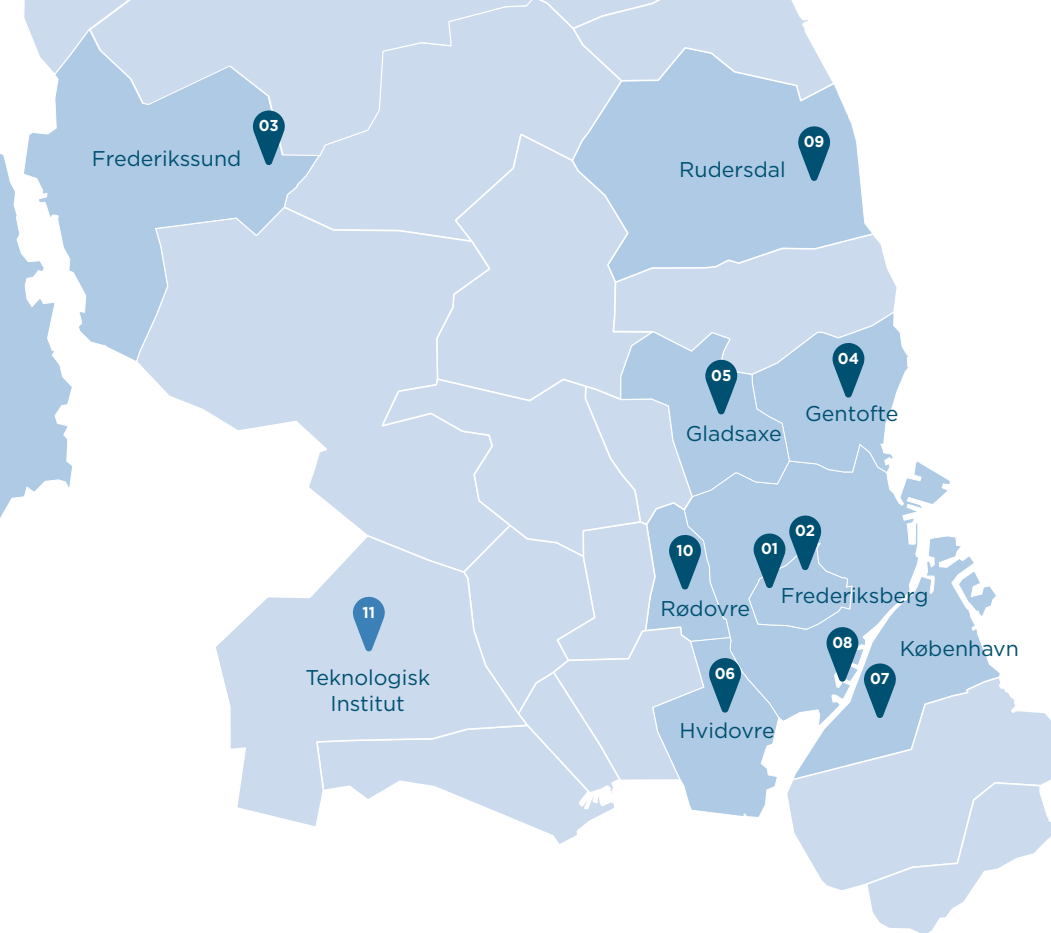 03
Frederikssund
09
Rudersdal
04
Gentofte
05
Gladsaxe
02
01
Frederiksberg
10
Rødovre
11
Teknologisk
Institut
08
København
07
06
Hvidovre